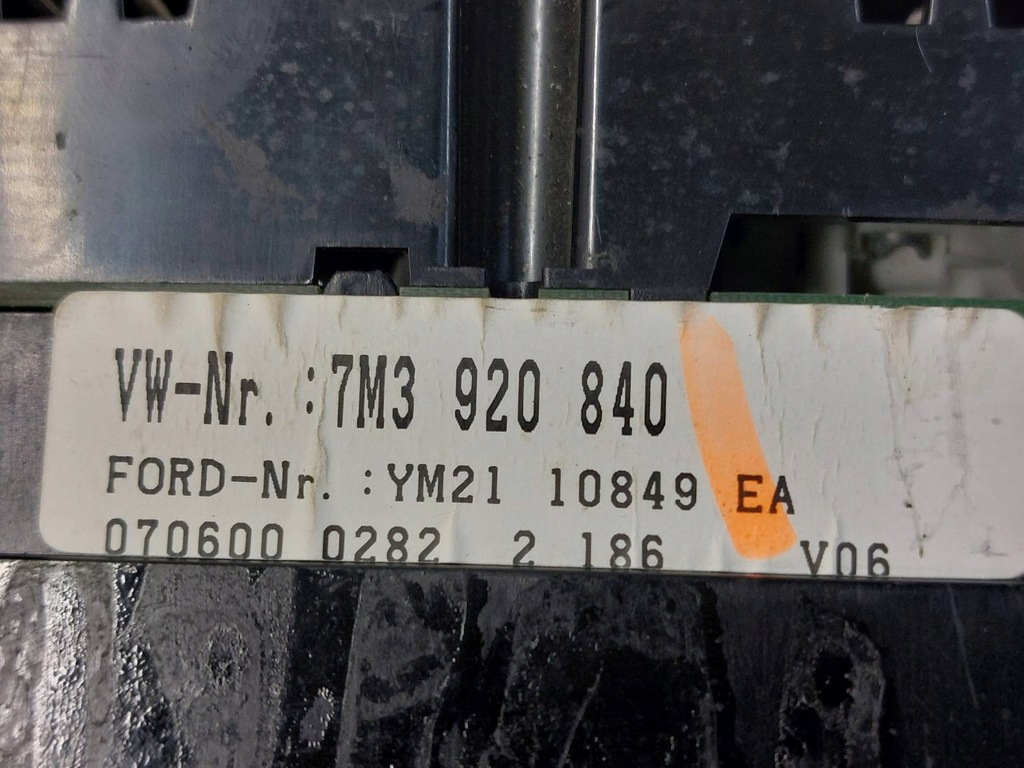 VW-Nr. :7M3 920 840
FORD-Nr. :YM21 10849 EA
070600 0282 2 186 V06